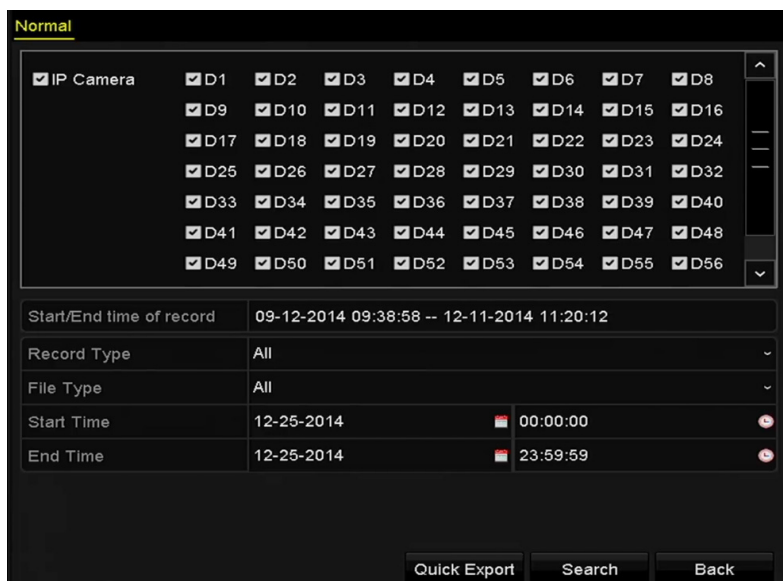 Normal
IP Camera D1 D2 D3 D4 D5 D6 D7 D8
D9 D10 D11 D12 D13 D14 D15 D16
D17 D18 D19 D20 D21 D22 D23 D24
D25 D26 D27 D28 D29 D30 D31 D32
D33 D34 D35 D36 D37 D38 D39 D40
D41 D42 D43 D44 D45 D46 D47 D48
D49 D50 D51 D52 D53 D54 D55 D56
Start/End time of record 09-12-2014 09:38:58 -- 12-11-2014 11:20:12
Record Type All
File Type All
Start Time 12-25-2014 00:00:00
End Time 12-25-2014 23:59:59
Quick Export Search Back